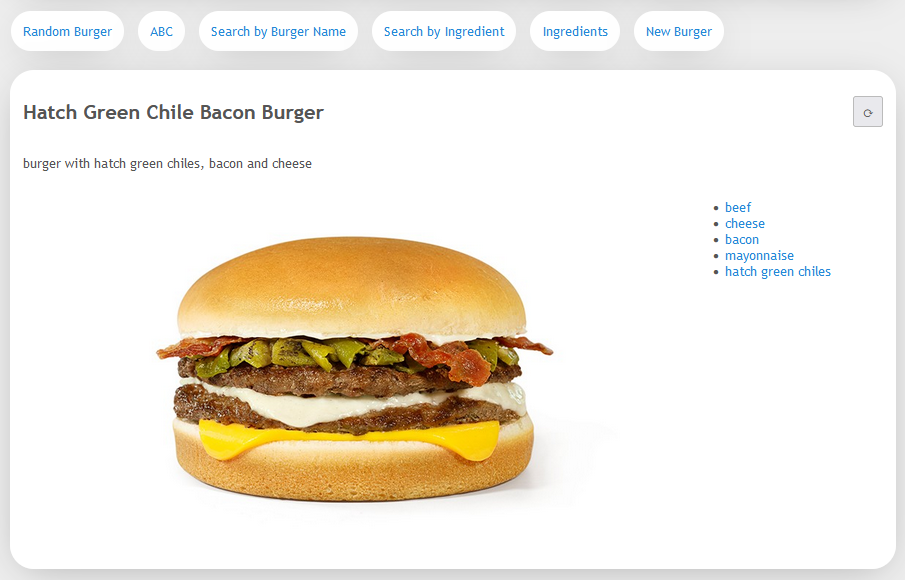 Random Burger
ABC
Search by Burger Name
Search by Ingredient
Ingredients
New Burger
Hatch Green Chile Bacon Burger
⟳
burger with hatch green chiles, bacon and cheese
beef
cheese
bacon
mayonnaise
hatch green chiles